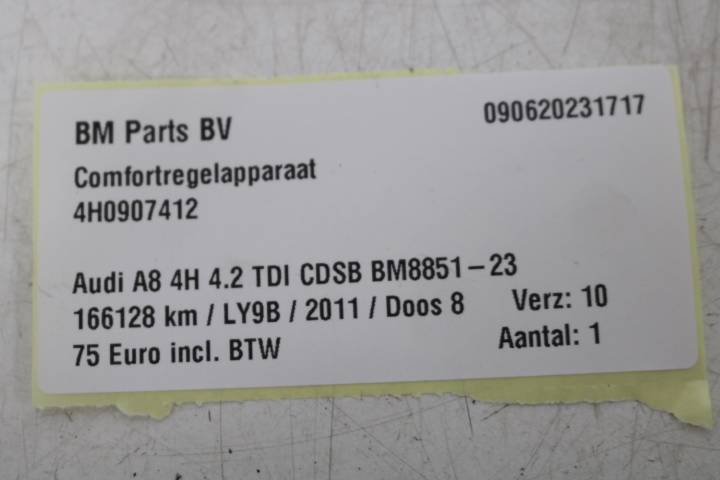 BM Parts BV 090620231717
Comfortregelapparaat
4H0907412
Audi A8 4H 4.2 TDI CDSB BM8851-23
166128 km / LY9B / 2011 / Doos 8 Verz: 10
75 Euro incl. BTW Aantal: 1